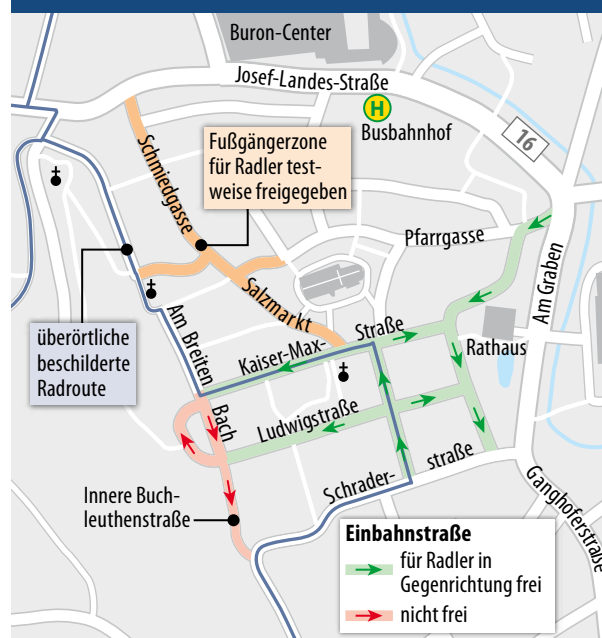 Buron-Center
Josef-Landes-Straße
H
Busbahnhof
16
Fußgängerzone
für Radler test-
weise freigegeben
Schmiedgasse
Pfarrgasse
Am Graben
Salzmarkt
überörtliche
beschilderte
Radroute
Am Breiten
Bach
Kaiser-Max-
Straße
Rathaus
Ludwigstraße
Schrader-
straße
Ganghoferstraße
Innere Buch-
leuthenstraße
Einbahnstraße
für Radler in
Gegenrichtung frei
nicht frei